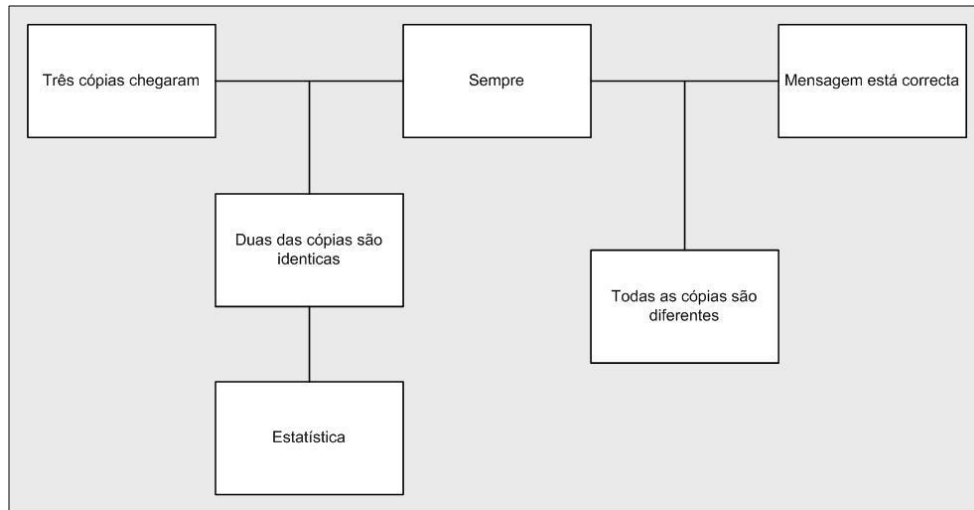 Três cópias chegaram
Sempre
Mensagem está correcta
Duas das cópias são
identicas
Todas as cópias são
diferentes
Estatística